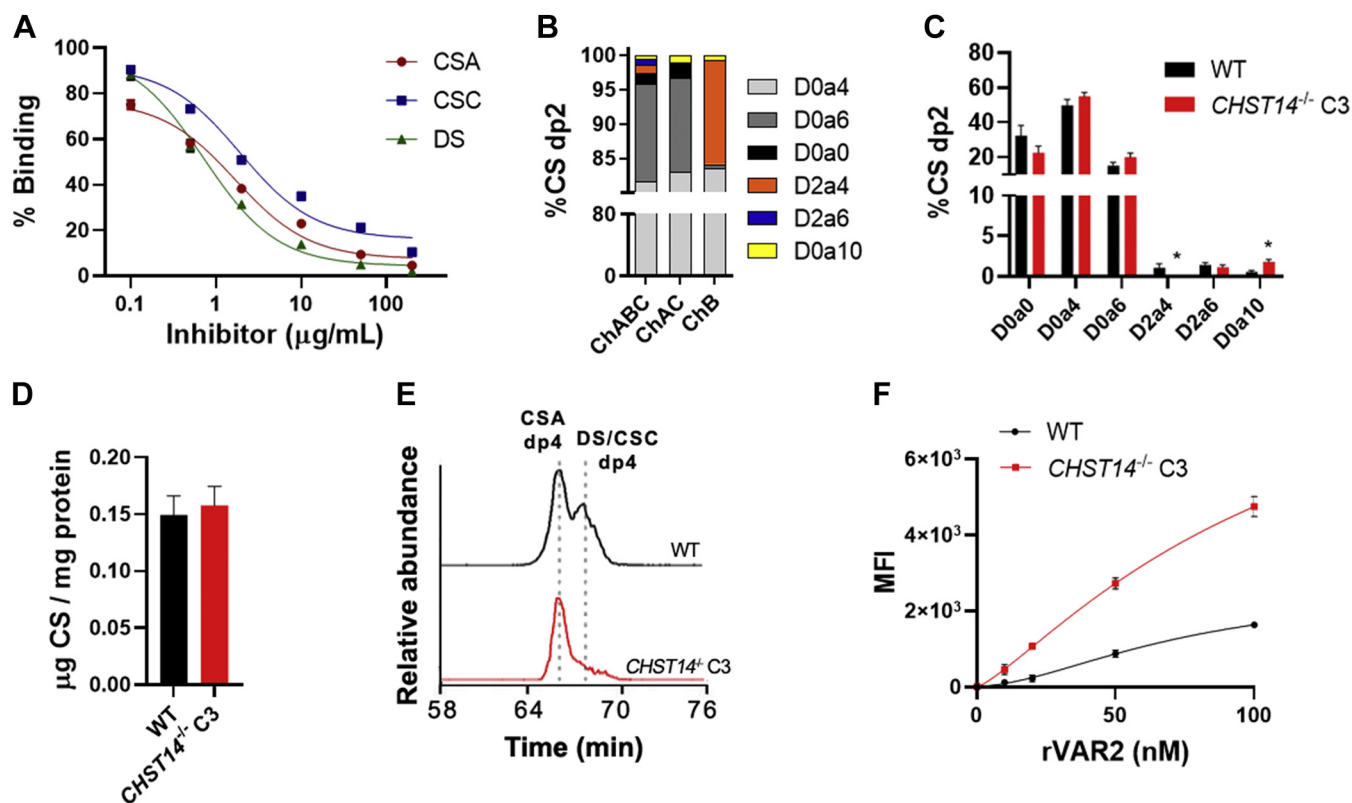 A
100
80
60
40
20
0
% Binding
0.1
1
10
100
Inhibitor (µg/mL)
CSA
CSC
DS
B
100
95
90
85
80
0
%CS dp2
ChABC
ChAC
ChB
D0a4
D0a6
D0a0
D2a4
D2a6
D0a10
C
80
60
40
20
10
5
0
%CS dp2
WT
CHST14-/- C3
*
*
D0a0
D0a4
D0a6
D2a4
D2a6
D0a10
D
0.20
0.15
0.10
0.05
0.00
µg CS / mg protein
WT
CHST14-/- C3
E
CSA
dp4
DS/CSC
dp4
Relative abundance
WT
CHST14-/- C3
58
64
70
76
Time (min)
F
WT
CHST14-/- C3
6×10³
4×10³
2×10³
0
MFI
0
50
100
rVAR2 (nM)